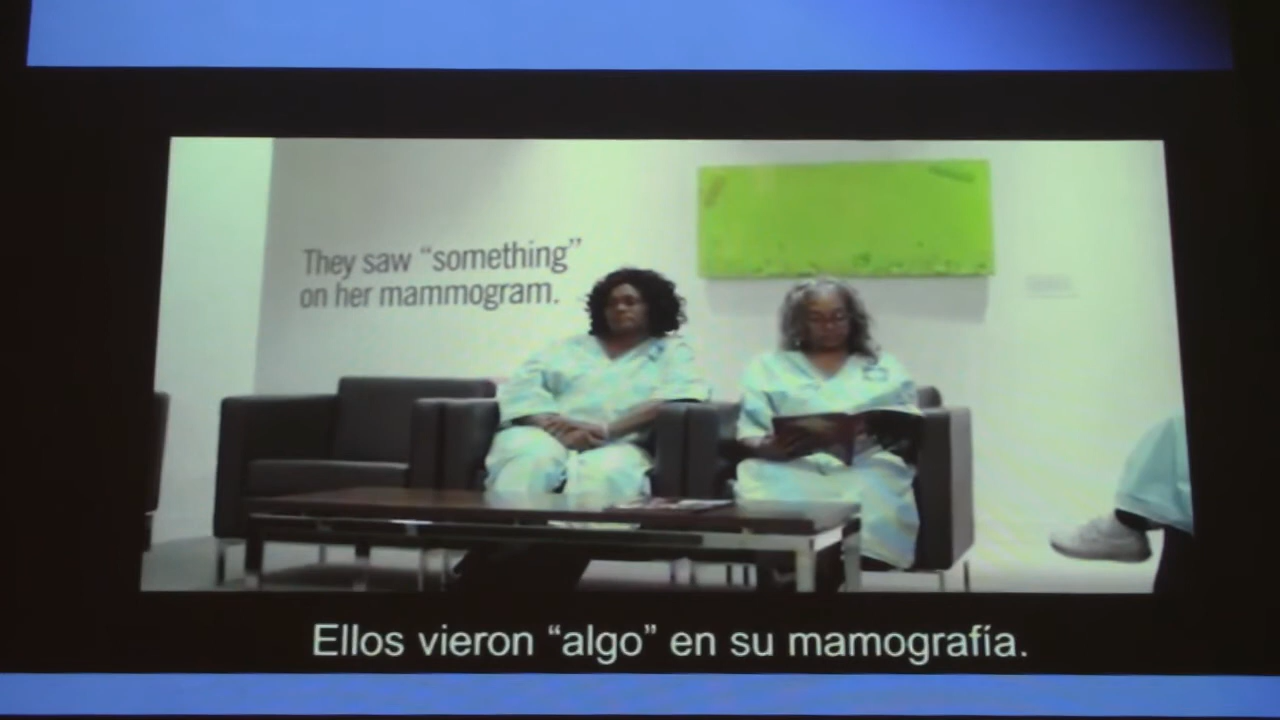 They saw “something”
on her mammogram.
Ellos vieron “algo” en su mamografía.